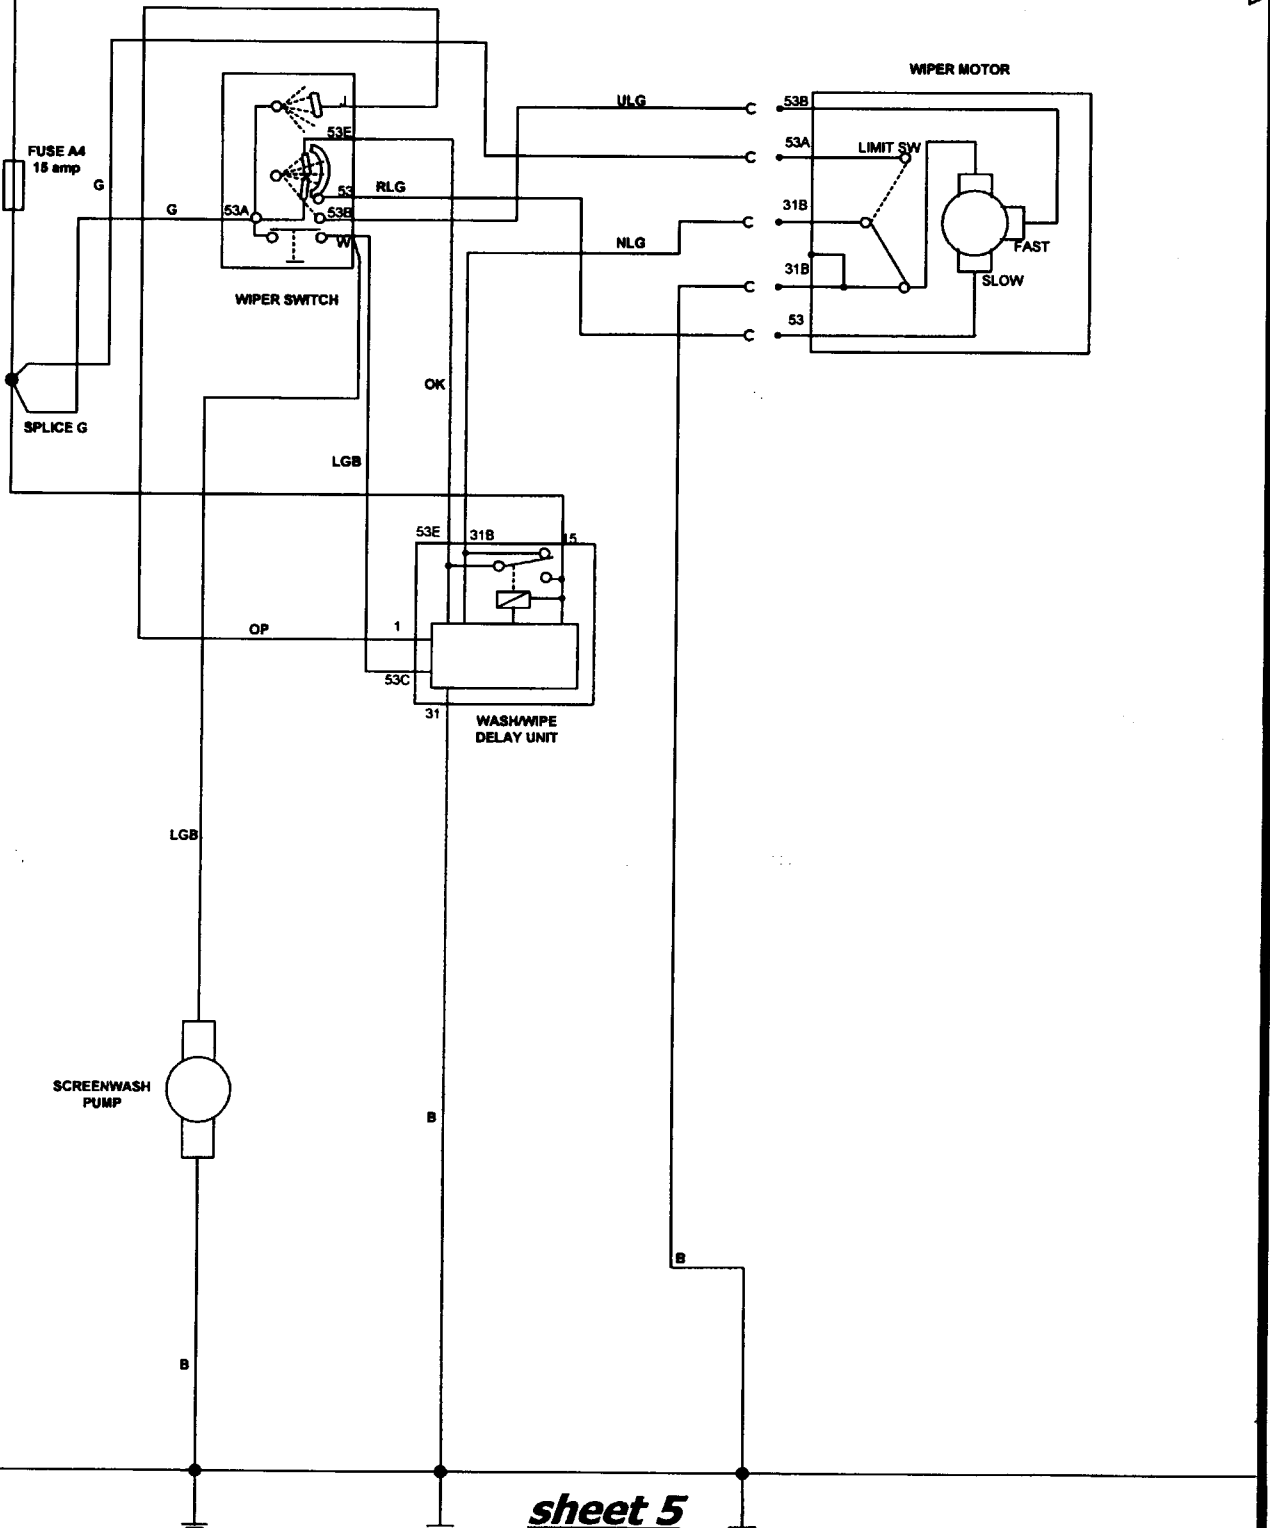 WIPER MOTOR
ULG
53B
J
53E
53A
LIMIT SW
FUSE A4
15 amp
G
G
53A
53
RLG
53B
31B
W
NLG
FAST
31B
SLOW
WIPER SWITCH
53
OK
SPLICE G
LGB
53E
31B
15
OP
1
53C
31
WASH/WIPE
DELAY UNIT
LGB
SCREENWASH
PUMP
B
B
B
sheet 5